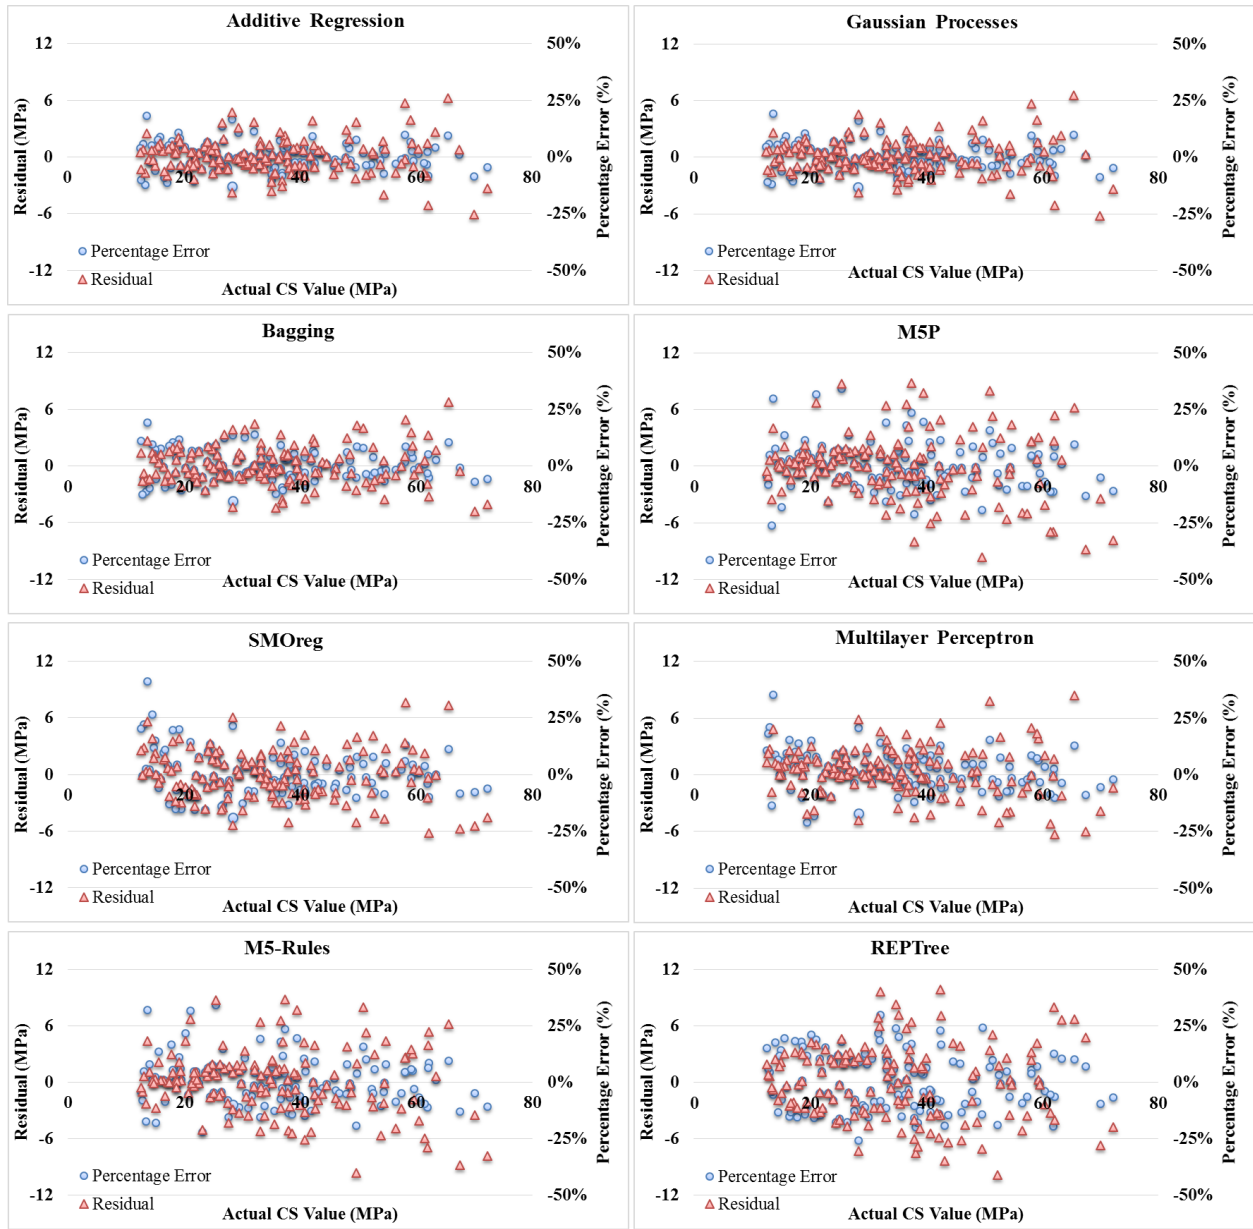 Additive Regression
12
6
0
-6
-12
0
20
40
60
80
50%
25%
0%
-25%
-50%
Residual (MPa)
Percentage Error (%)
Percentage Error
Residual
Actual CS Value (MPa)
Gaussian Processes
12
6
0
-6
-12
0
20
40
60
80
50%
25%
0%
-25%
-50%
Residual (MPa)
Percentage Error (%)
Percentage Error
Residual
Actual CS Value (MPa)
Bagging
12
6
0
-6
-12
0
20
40
60
80
50%
25%
0%
-25%
-50%
Residual (MPa)
Percentage Error (%)
Percentage Error
Residual
Actual CS Value (MPa)
M5P
12
6
0
-6
-12
0
20
40
60
80
50%
25%
0%
-25%
-50%
Residual (MPa)
Percentage Error (%)
Percentage Error
Residual
Actual CS Value (MPa)
SMOreg
12
6
0
-6
-12
0
20
40
60
80
50%
25%
0%
-25%
-50%
Residual (MPa)
Percentage Error (%)
Percentage Error
Residual
Actual CS Value (MPa)
Multilayer Perceptron
12
6
0
-6
-12
0
20
40
60
80
50%
25%
0%
-25%
-50%
Residual (MPa)
Percentage Error (%)
Percentage Error
Residual
Actual CS Value (MPa)
M5-Rules
12
6
0
-6
-12
0
20
40
60
80
50%
25%
0%
-25%
-50%
Residual (MPa)
Percentage Error (%)
Percentage Error
Residual
Actual CS Value (MPa)
REPTree
12
6
0
-6
-12
0
20
40
60
80
50%
25%
0%
-25%
-50%
Residual (MPa)
Percentage Error (%)
Percentage Error
Residual
Actual CS Value (MPa)